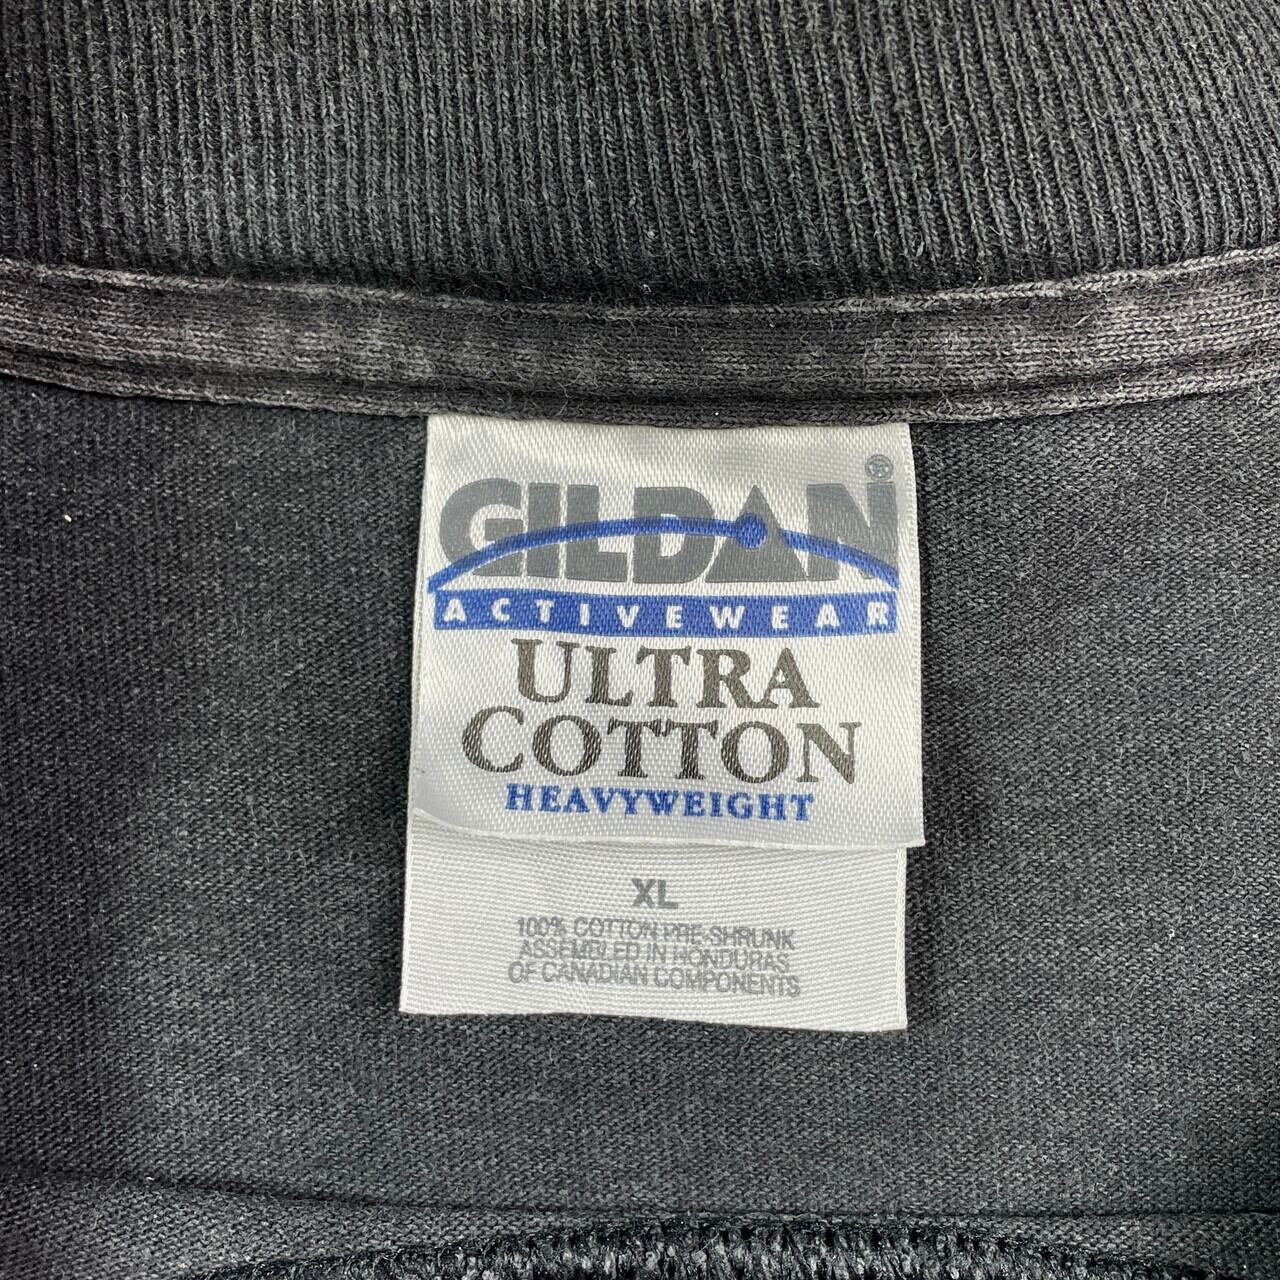 GILDAN®
ACTIVEWEAR
ULTRA
COTTON
HEAVYWEIGHT
XL
100% COTTON PRE-SHRUNK
ASSEMBLED IN HONDURAS
OF CANADIAN COMPONENTS